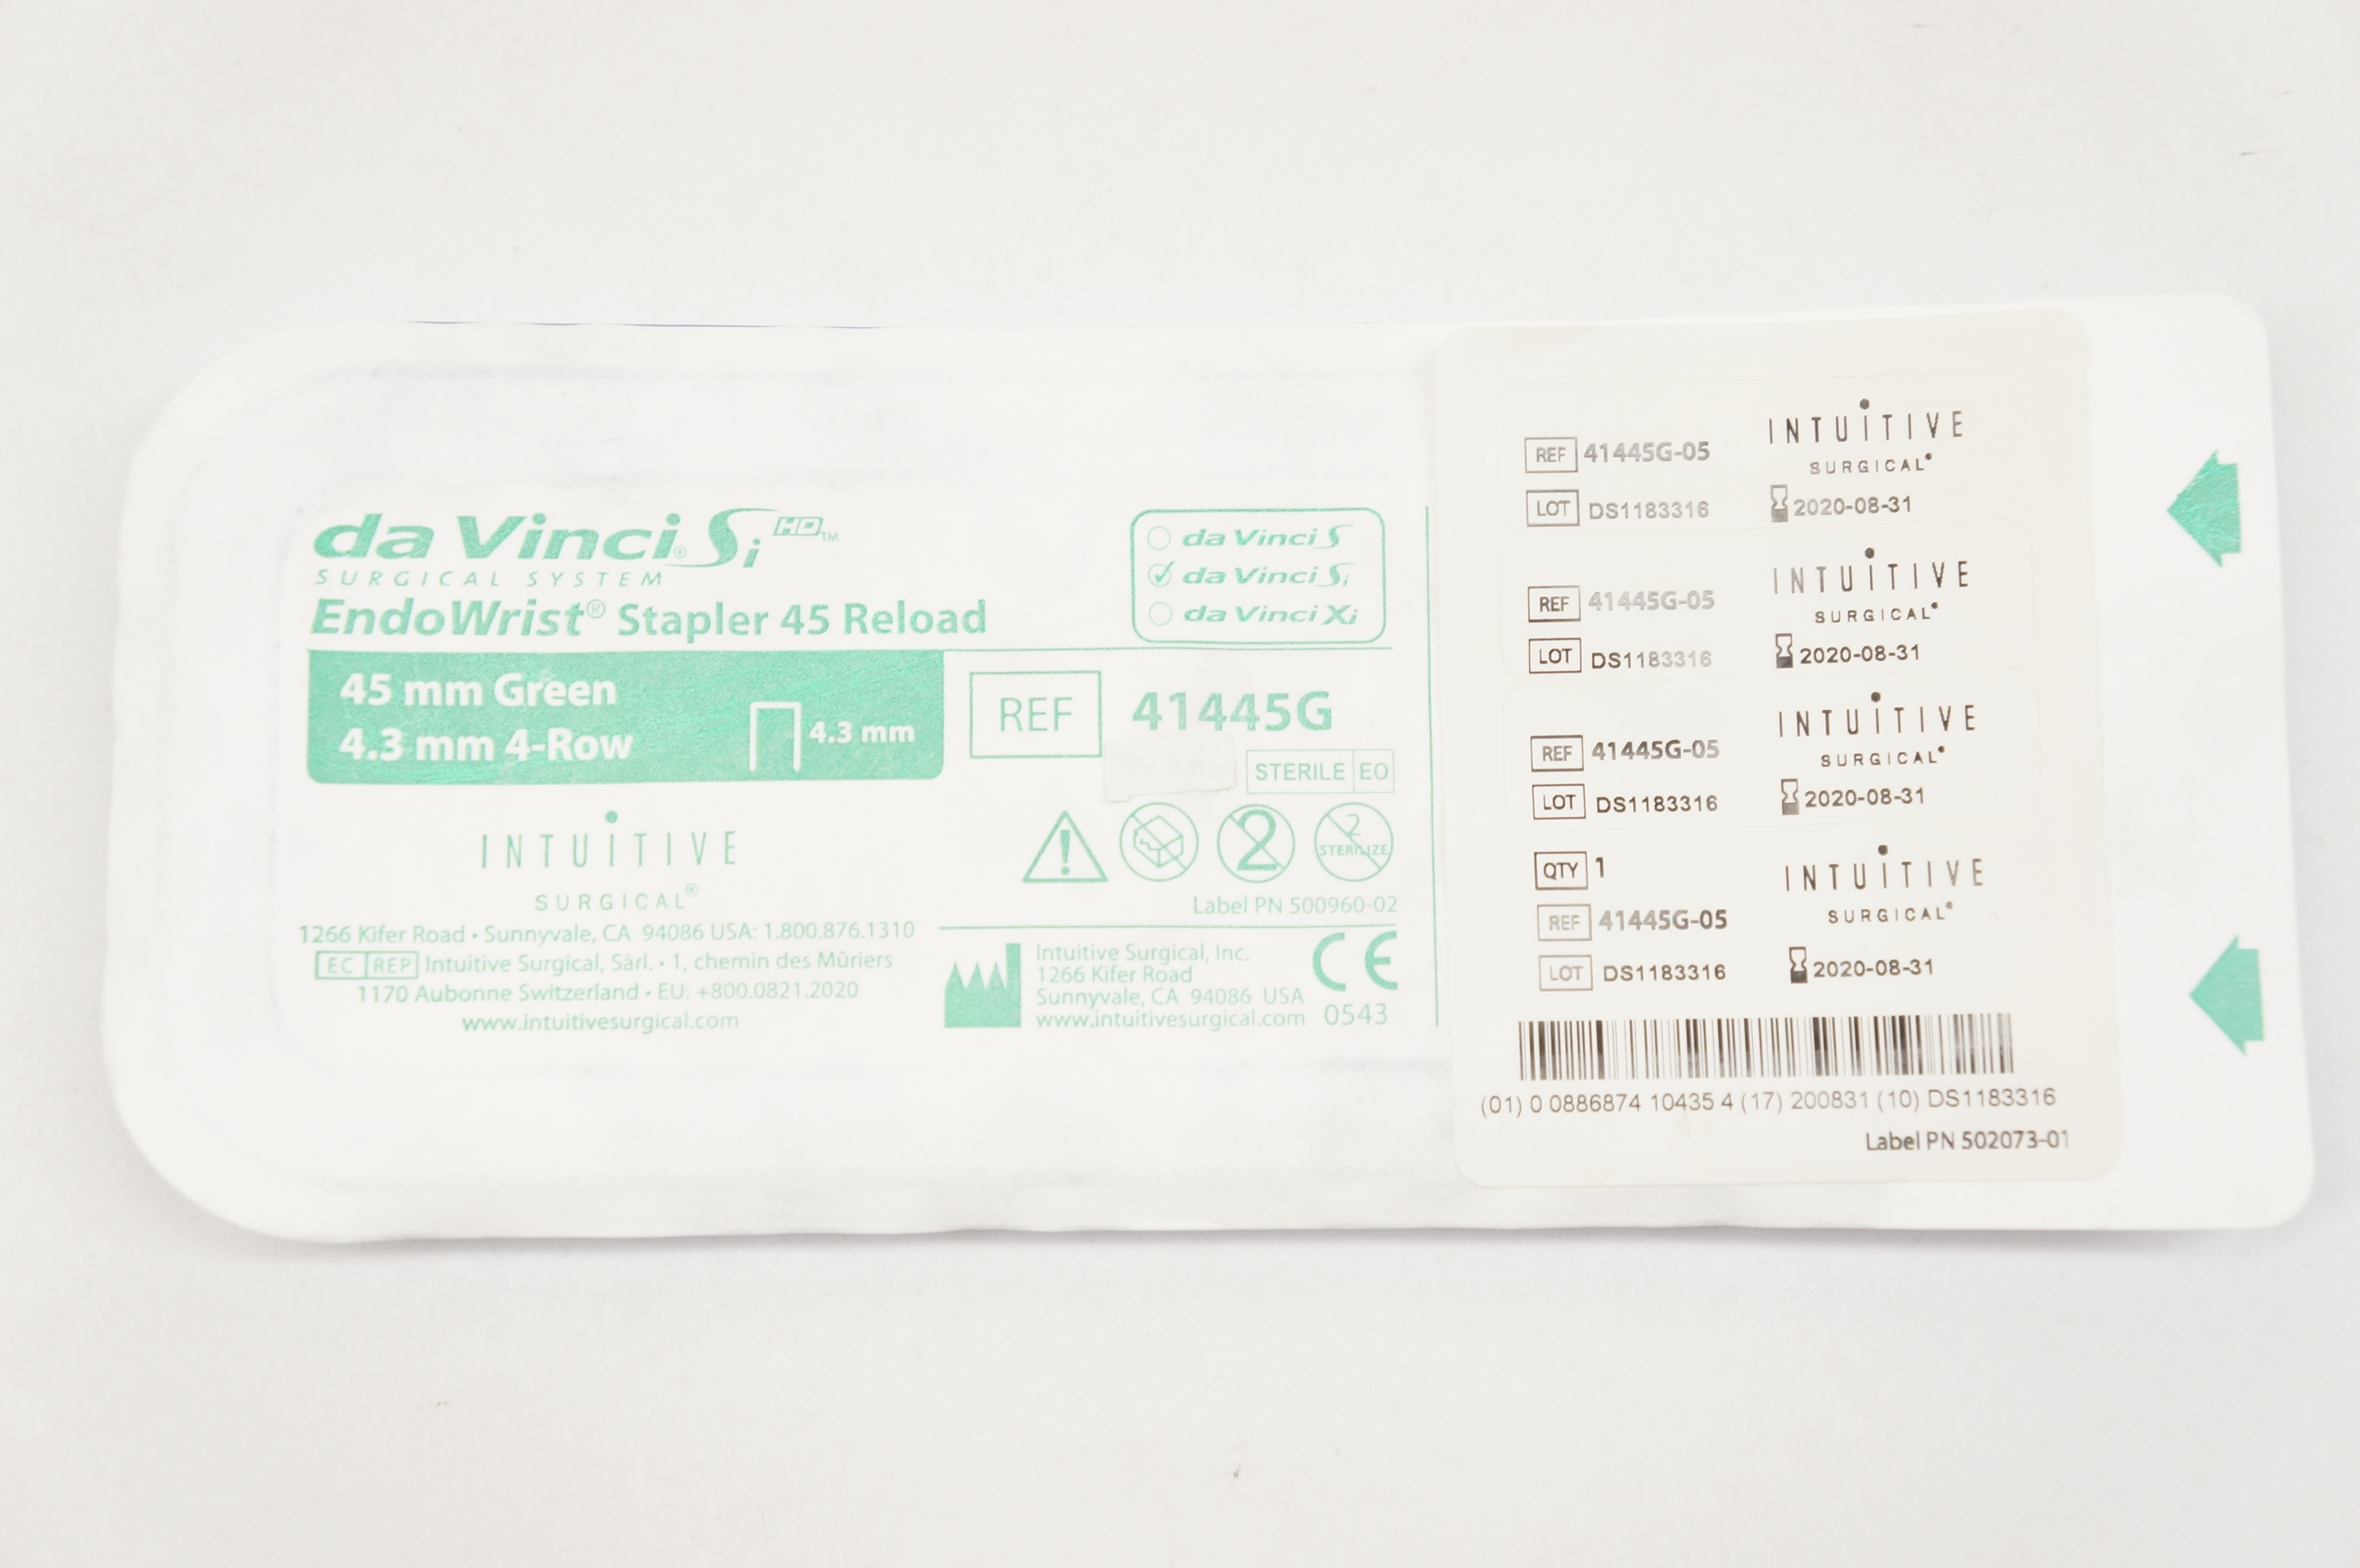 da Vinci® Si HD™
SURGICAL SYSTEM
EndoWrist® Stapler 45 Reload
da Vinci S
da Vinci Si
da Vinci Xi
45 mm Green
4.3 mm 4-Row
4.3 mm
REF 41445G
STERILE EO
2
2
STERILIZE
Label PN 500960-02
INTUITIVE
SURGICAL®
1266 Kifer Road • Sunnyvale, CA 94086 USA: 1.800.876.1310
EC REP Intuitive Surgical, Sàrl. • 1, chemin des Mûriers
1170 Aubonne Switzerland • EU: +800.0821.2020
www.intuitivesurgical.com
Intuitive Surgical, Inc.
1266 Kifer Road
Sunnyvale, CA 94086 USA
www.intuitivesurgical.com
CE
0543
INTUITIVE
SURGICAL®
REF 41445G-05
LOT DS1183316 2020-08-31
INTUITIVE
SURGICAL®
REF 41445G-05
LOT DS1183316 2020-08-31
INTUITIVE
SURGICAL®
REF 41445G-05
LOT DS1183316 2020-08-31
QTY 1
INTUITIVE
SURGICAL®
REF 41445G-05
LOT DS1183316 2020-08-31
(01) 0 0886874 10435 4 (17) 200831 (10) DS1183316
Label PN 502073-01